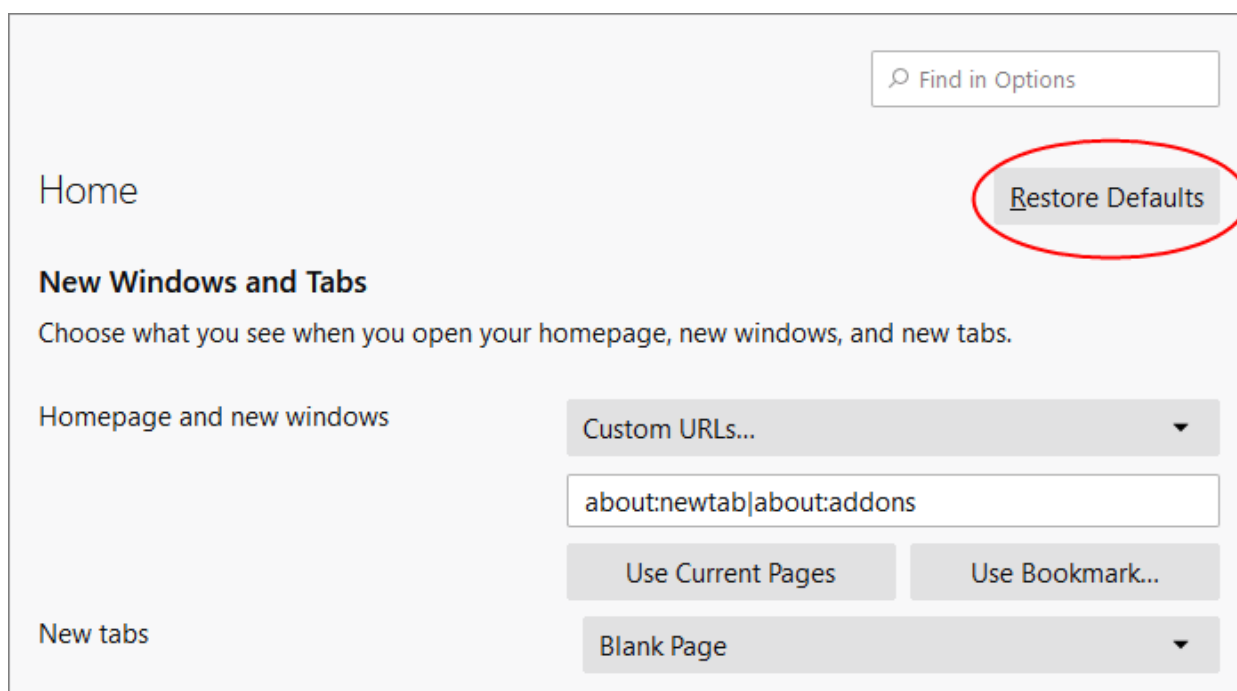 Find in Options
Home
Restore Defaults
New Windows and Tabs
Choose what you see when you open your homepage, new windows, and new tabs.
Homepage and new windows
Custom URLs...
about:newtab|about:addons
Use Current Pages
Use Bookmark...
New tabs
Blank Page